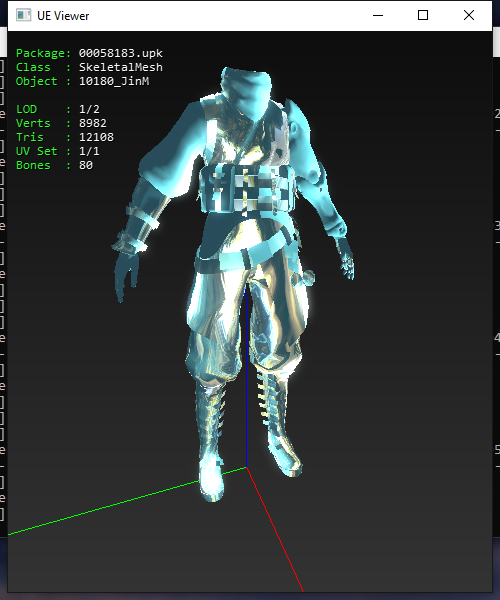 UE Viewer
Package: 00058183.upk
Class  : SkeletalMesh
Object : 10180_JinM
LOD    : 1/2
Verts  : 8982
Tris   : 12108
UV Set : 1/1
Bones  : 80